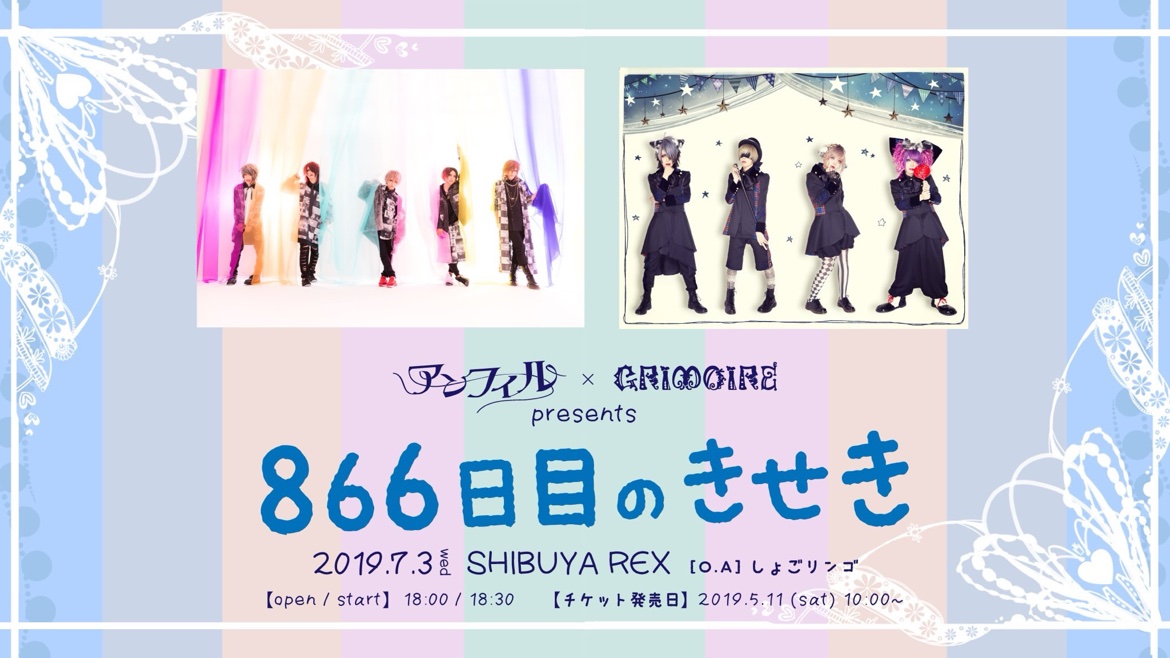 アンフィル × GRIMOIRE
presents
866日目のきせき
2019.7.3 wed SHIBUYA REX [O.A] しょごリンゴ
【open / start】 18:00 / 18:30 【チケット発売日】2019.5.11 (sat) 10:00~